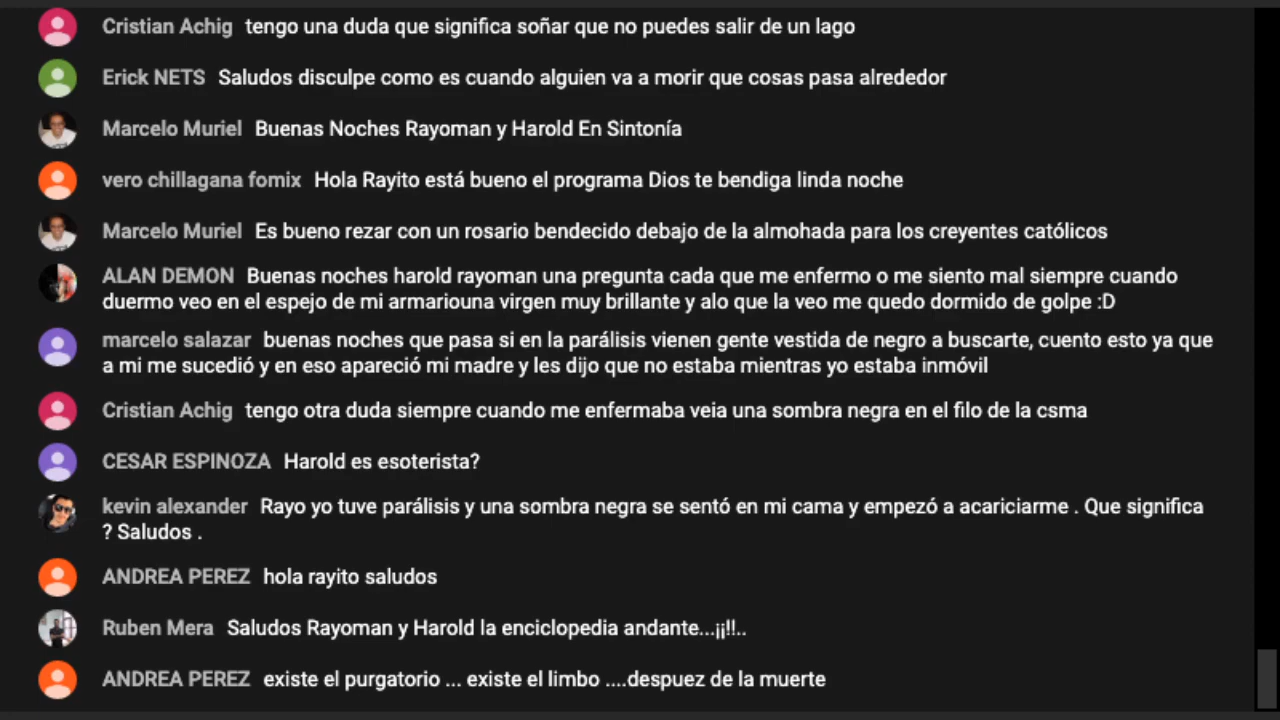 Cristian Achig tengo una duda que significa soñar que no puedes salir de un lago
Erick NETS Saludos disculpe como es cuando alguien va a morir que cosas pasa alrededor
Marcelo Muriel Buenas Noches Rayoman y Harold En Sintonía
vero chillagana fomix Hola Rayito está bueno el programa Dios te bendiga linda noche
Marcelo Muriel Es bueno rezar con un rosario bendecido debajo de la almohada para los creyentes católicos
ALAN DEMON Buenas noches harold rayoman una pregunta cada que me enfermo o me siento mal siempre cuando
duermo veo en el espejo de mi armariouna virgen muy brillante y alo que la veo me quedo dormido de golpe :D
marcelo salazar buenas noches que pasa si en la parálisis vienen gente vestida de negro a buscarte, cuento esto ya que
a mi me sucedió y en eso apareció mi madre y les dijo que no estaba mientras yo estaba inmóvil
Cristian Achig tengo otra duda siempre cuando me enfermaba veia una sombra negra en el filo de la csma
CESAR ESPINOZA Harold es esoterista?
kevin alexander Rayo yo tuve parálisis y una sombra negra se sentó en mi cama y empezó a acariciarme . Que significa
? Saludos .
ANDREA PEREZ hola rayito saludos
Ruben Mera Saludos Rayoman y Harold la enciclopedia andante...¡¡!!..
ANDREA PEREZ existe el purgatorio ... existe el limbo ....despuez de la muerte